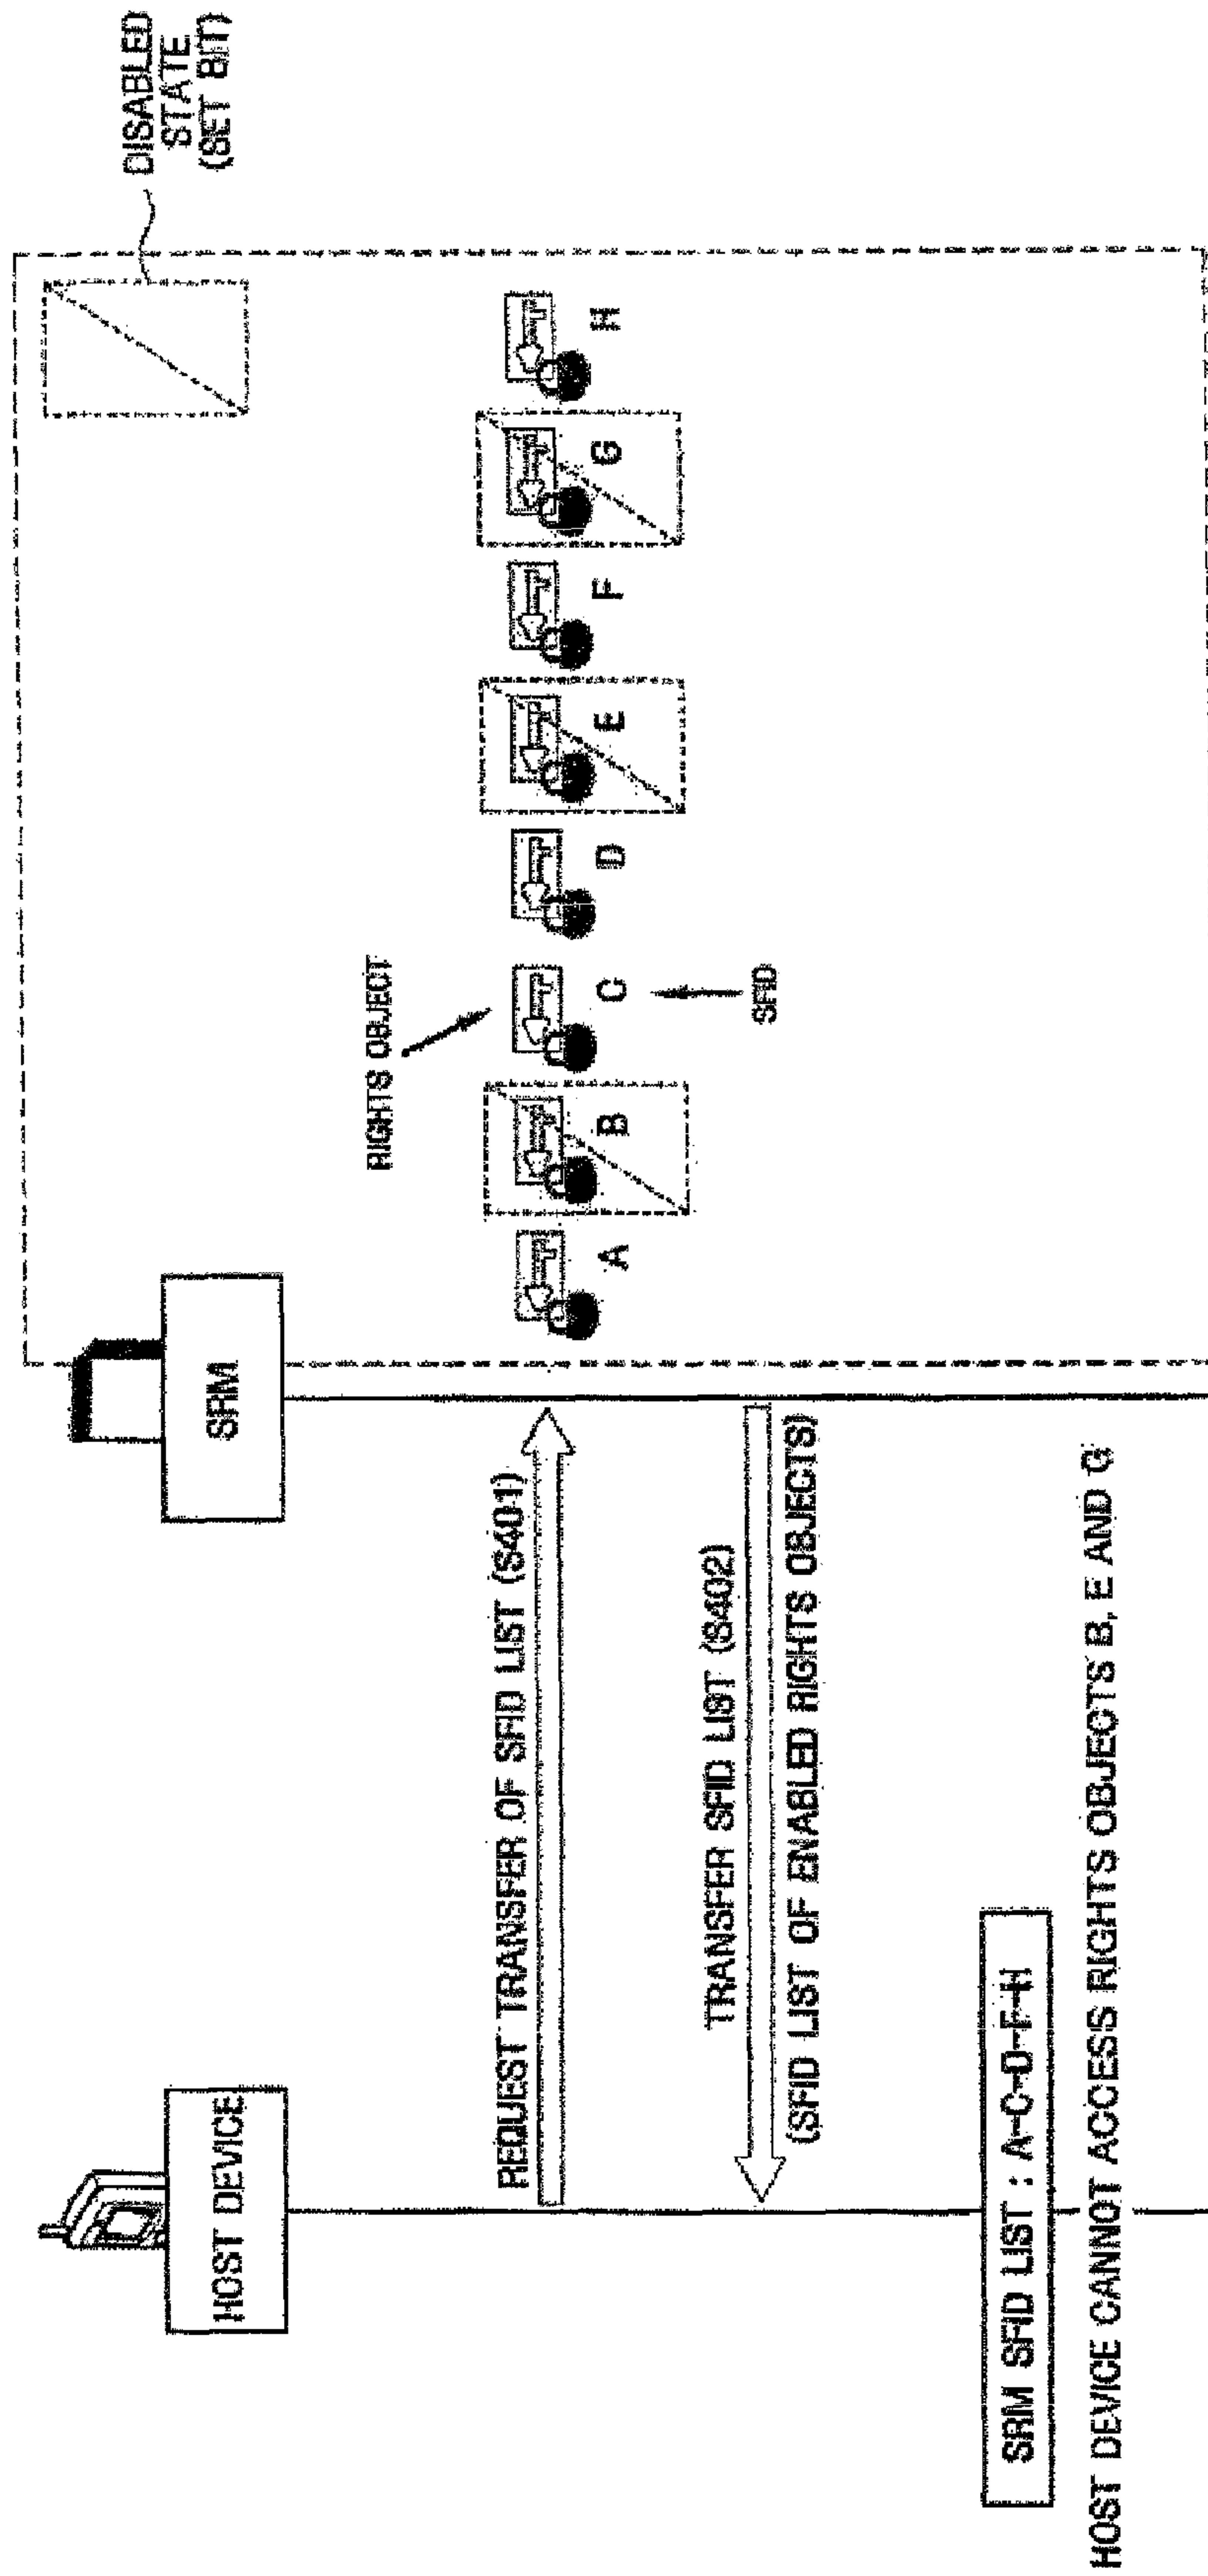 DISABLED
STATE
(SET BIT)
HOST DEVICE
SRM
RIGHTS OBJECT
REQUEST TRANSFER OF SFID LIST (S401)
A
B
C
D
E
F
G
H
SFID
TRANSFER SFID LIST (S402)
(SFID LIST OF ENABLED RIGHTS OBJECTS)
SRM SFID LIST : A-C-D-F-H
HOST DEVICE CANNOT ACCESS RIGHTS OBJECTS B, E AND G